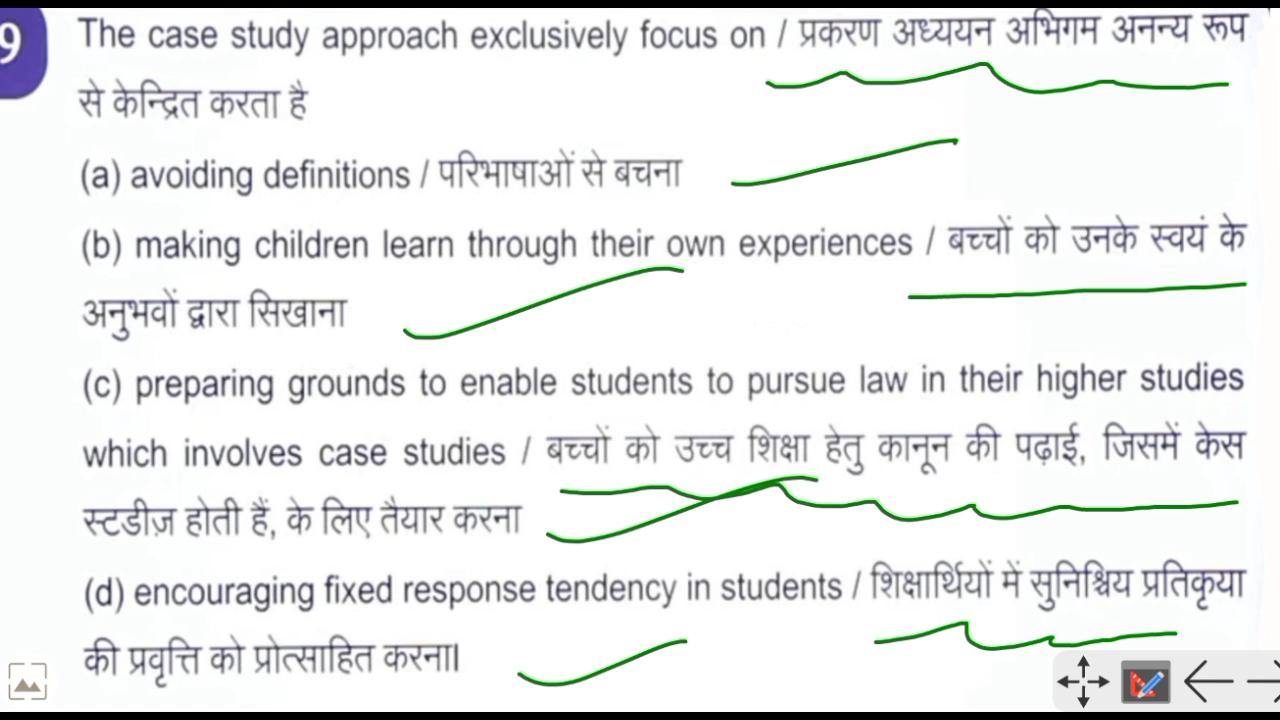 9
The case study approach exclusively focus on / प्रकरण अध्ययन अभिगम अनन्य रूप
से केन्द्रित करता है
(a) avoiding definitions / परिभाषाओं से बचना
(b) making children learn through their own experiences / बच्चों को उनके स्वयं के
अनुभवों द्वारा सिखाना
(c) preparing grounds to enable students to pursue law in their higher studies
which involves case studies / बच्चों को उच्च शिक्षा हेतु कानून की पढ़ाई, जिसमें केस
स्टडीज़ होती हैं, के लिए तैयार करना
(d) encouraging fixed response tendency in students / शिक्षार्थियों में सुनिश्चिय प्रतिकृया
की प्रवृत्ति को प्रोत्साहित करना।